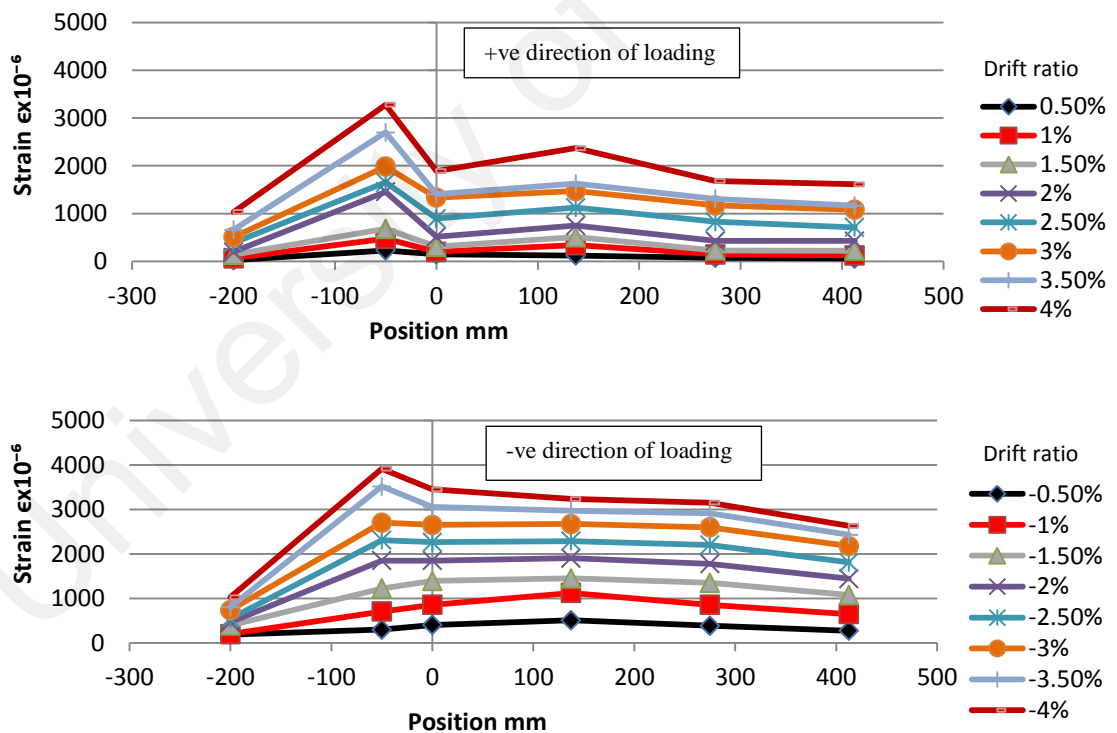 5000
4000
3000
2000
1000
0
Strain ϵx10⁻⁶
+ve direction of loading
-300 -200 -100 0 100 200 300 400 500
Position mm
Drift ratio
0.50%
1%
1.50%
2%
2.50%
3%
3.50%
4%
5000
4000
3000
2000
1000
0
Strain ϵx10⁻⁶
-ve direction of loading
-300 -200 -100 0 100 200 300 400 500
Position mm
Drift ratio
-0.50%
-1%
-1.50%
-2%
-2.50%
-3%
-3.50%
-4%
University of